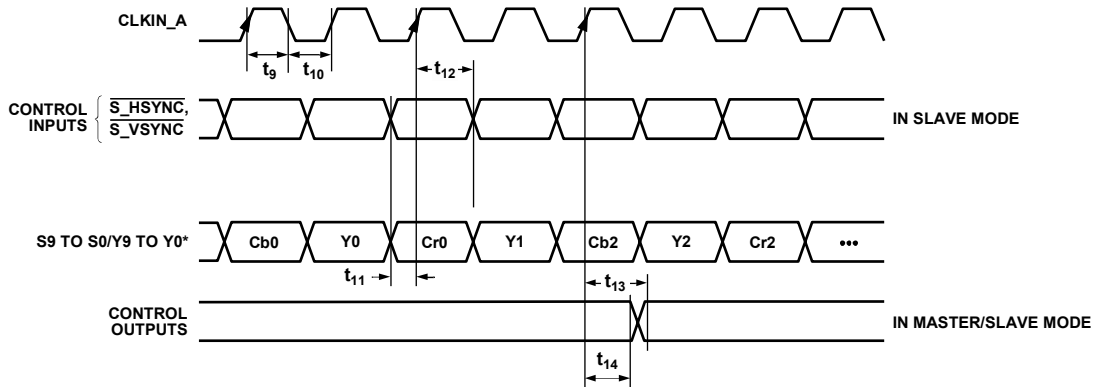 CLKIN_A
t9
t10
t12
CONTROL INPUTS
S_HSYNC,
S_VSYNC
IN SLAVE MODE
S9 TO S0/Y9 TO Y0*
Cb0
Y0
Cr0
Y1
Cb2
Y2
Cr2
•••
t11
t13
CONTROL
OUTPUTS
IN MASTER/SLAVE MODE
t14